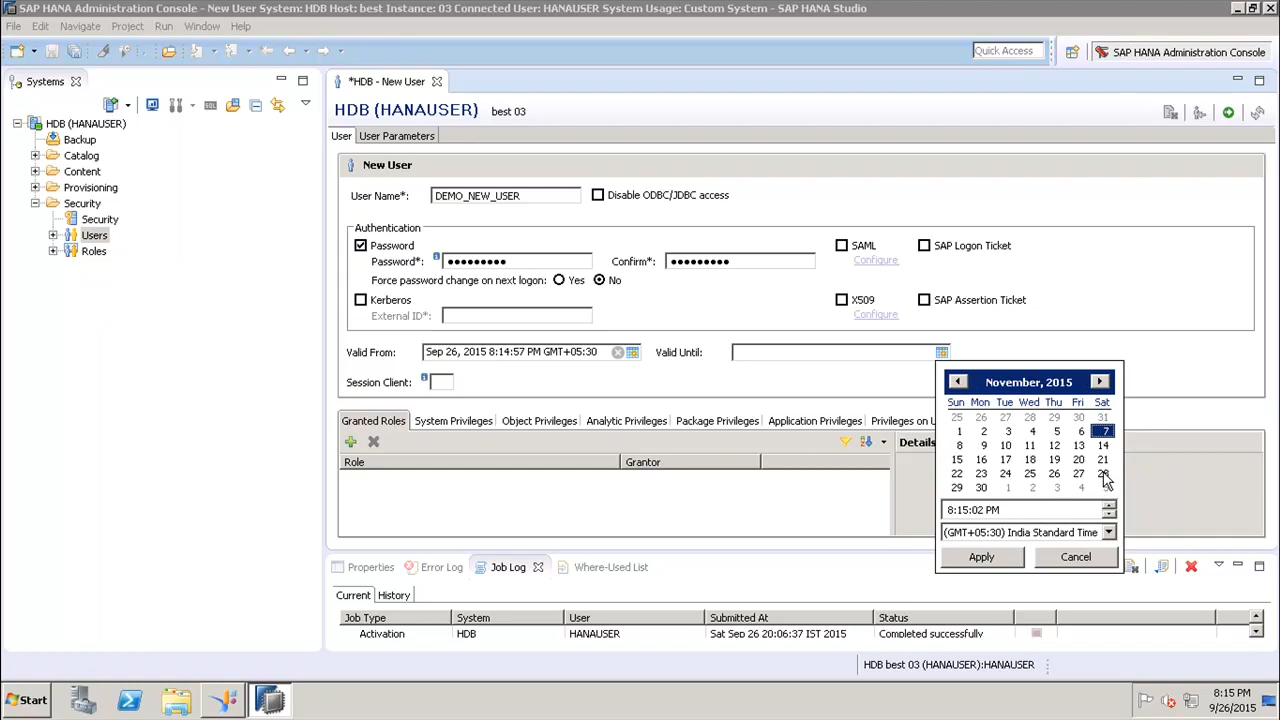 SAP HANA Administration Console - New User System: HDB Host: best Instance: 03 Connected User: HANAUSER System Usage: Custom System - SAP HANA Studio
File Edit Navigate Project Run Window Help
Quick Access
SAP HANA Administration Console
Systems
*HDB - New User
HDB (HANAUSER) best 03
User User Parameters
HDB (HANAUSER)
Backup
Catalog
Content
Provisioning
Security
Security
Users
Roles
New User
User Name*: DEMO_NEW_USER Disable ODBC/JDBC access
Authentication
Password SAML SAP Logon Ticket
Password*: ●●●●●●●●● Confirm*: ●●●●●●●●● Configure
Force password change on next logon: Yes No
Kerberos X509 SAP Assertion Ticket
External ID*: Configure
Valid From: Sep 26, 2015 8:14:57 PM GMT+05:30 Valid Until:
Session Client:
November, 2015
Sun Mon Tue Wed Thu Fri Sat
25 26 27 28 29 30 31
1 2 3 4 5 6 7
8 9 10 11 12 13 14
15 16 17 18 19 20 21
22 23 24 25 26 27 28
29 30 1 2 3 4
8:15:02 PM
(GMT+05:30) India Standard Time
Apply Cancel
Granted Roles System Privileges Object Privileges Analytic Privileges Package Privileges Application Privileges Privileges on
Role Grantor Details
Properties Error Log Job Log Where-Used List
Current History
Job Type System User Submitted At Status
Activation HDB HANAUSER Sat Sep 26 20:06:37 IST 2015 Completed successfully
HDB best 03 (HANAUSER):HANAUSER
Start
8:15 PM
9/26/2015